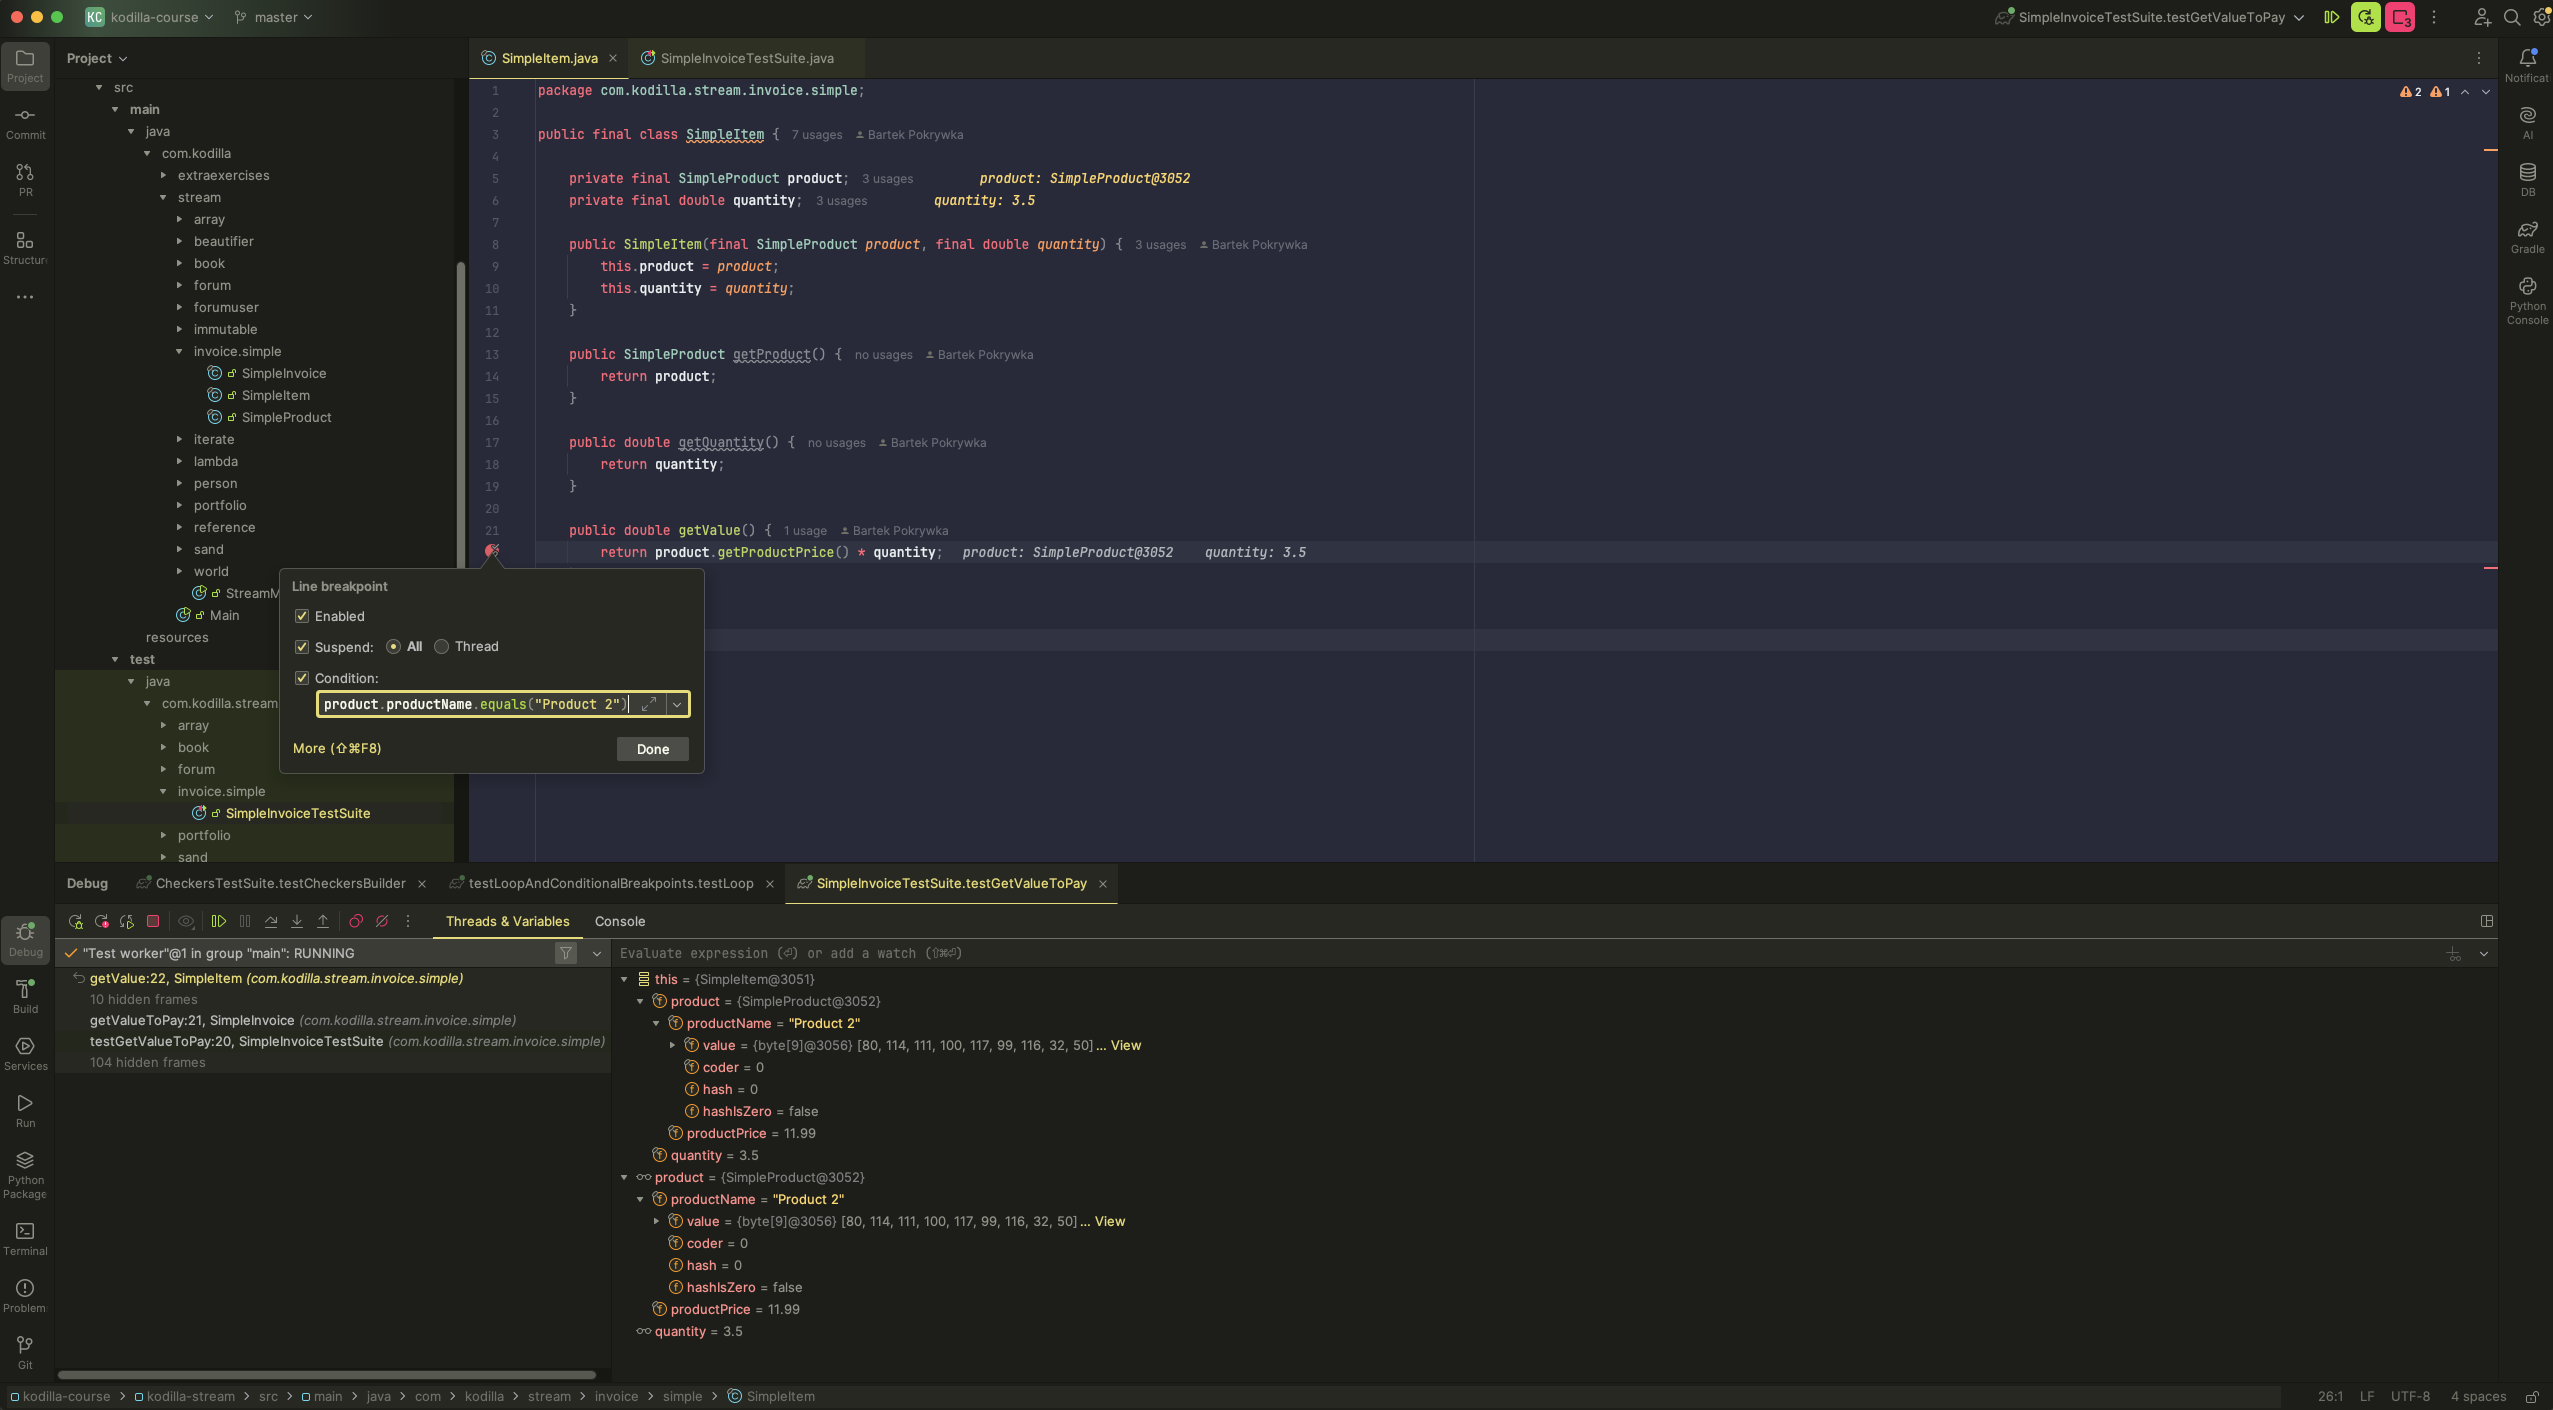 KC kodilla-course master SimpleInvoiceTestSuite.testGetValueToPay 3
Project
Commit
PR
Structur
Project
src
main
java
com.kodilla
extraexercises
stream
array
beautifier
book
forum
forumuser
immutable
invoice.simple
SimpleInvoice
SimpleItem
SimpleProduct
iterate
lambda
person
portfolio
reference
sand
world
StreamM
Main
resources
test
java
com.kodilla.stream
array
book
forum
invoice.simple
SimpleInvoiceTestSuite
portfolio
sand
SimpleItem.java SimpleInvoiceTestSuite.java
2 1
1 package com.kodilla.stream.invoice.simple;
2
3 public final class SimpleItem { 7 usages Bartek Pokrywka
4
5 private final SimpleProduct product; 3 usages product: SimpleProduct@3052
6 private final double quantity; 3 usages quantity: 3.5
7
8 public SimpleItem(final SimpleProduct product, final double quantity) { 3 usages Bartek Pokrywka
9 this.product = product;
10 this.quantity = quantity;
11 }
12
13 public SimpleProduct getProduct() { no usages Bartek Pokrywka
14 return product;
15 }
16
17 public double getQuantity() { no usages Bartek Pokrywka
18 return quantity;
19 }
20
21 public double getValue() { 1 usage Bartek Pokrywka
return product.getProductPrice() * quantity; product: SimpleProduct@3052 quantity: 3.5
Line breakpoint
Enabled
Suspend: All Thread
Condition:
product.productName.equals("Product 2")
More (⇧⌘F8) Done
Notificat
AI
DB
Gradle
Python
Console
Debug CheckersTestSuite.testCheckersBuilder testLoopAndConditionalBreakpoints.testLoop SimpleInvoiceTestSuite.testGetValueToPay
Threads & Variables Console
"Test worker"@1 in group "main": RUNNING
getValue:22, SimpleItem (com.kodilla.stream.invoice.simple)
10 hidden frames
getValueToPay:21, SimpleInvoice (com.kodilla.stream.invoice.simple)
testGetValueToPay:20, SimpleInvoiceTestSuite (com.kodilla.stream.invoice.simple)
104 hidden frames
Evaluate expression (⏎) or add a watch (⇧⌘⏎)
this = {SimpleItem@3051}
product = {SimpleProduct@3052}
productName = "Product 2"
value = {byte[9]@3056} [80, 114, 111, 100, 117, 99, 116, 32, 50]... View
coder = 0
hash = 0
hashIsZero = false
productPrice = 11.99
quantity = 3.5
product = {SimpleProduct@3052}
productName = "Product 2"
value = {byte[9]@3056} [80, 114, 111, 100, 117, 99, 116, 32, 50]... View
coder = 0
hash = 0
hashIsZero = false
productPrice = 11.99
quantity = 3.5
Debug
Build
Services
Run
Python
Package
Terminal
Problem
Git
kodilla-course > kodilla-stream > src > main > java > com > kodilla > stream > invoice > simple > SimpleItem
26:1 LF UTF-8 4 spaces